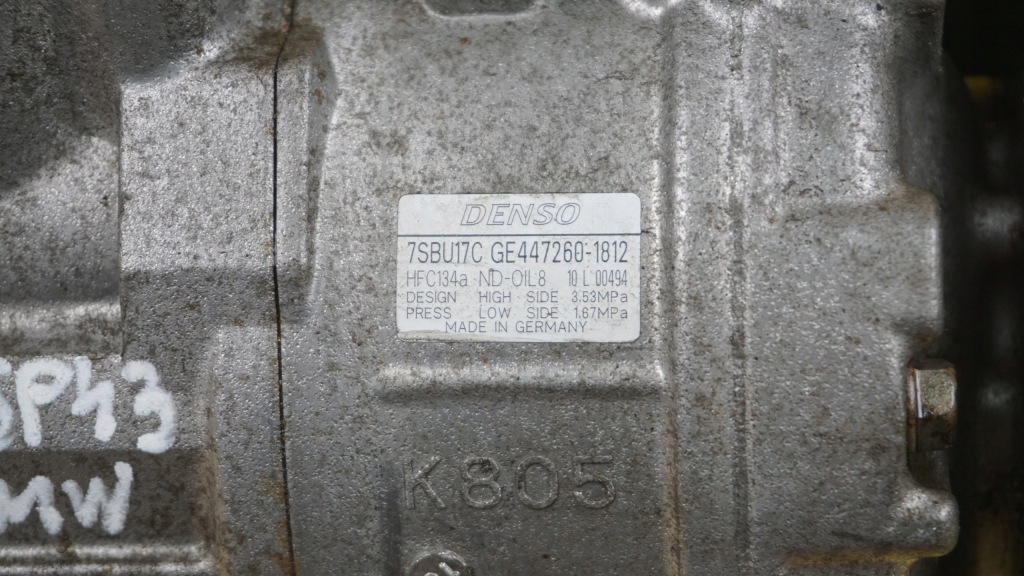 DENSO
7SBU17C GE447260-1812
HFC134a ND-OIL8 10 L 00494
DESIGN HIGH SIDE 3.53MPa
PRESS LOW SIDE 1.67MPa
MADE IN GERMANY
K805